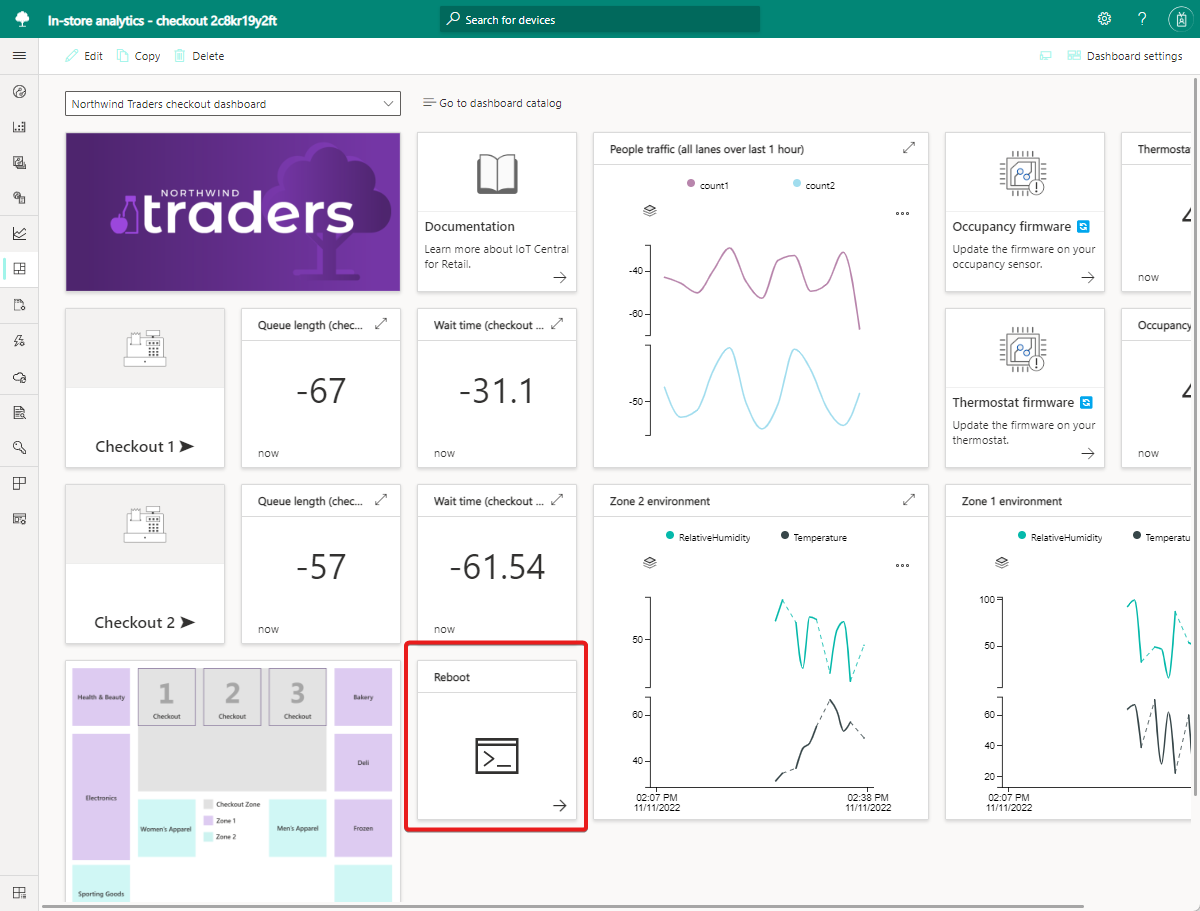 In-store analytics - checkout 2c8kr19y2ft
Search for devices
Edit
Copy
Delete
Dashboard settings
Northwind Traders checkout dashboard
Go to dashboard catalog
NORTHWIND
traders
Documentation
Learn more about IoT Central
for Retail.
People traffic (all lanes over last 1 hour)
count1
count2
-40
-60
-50
Occupancy firmware
Update the firmware on your
occupancy sensor.
now
Checkout 1
Queue length (chec...
-67
now
Wait time (checkout ...
-31.1
now
Thermostat firmware
Update the firmware on your
thermostat.
Occupancy
now
Checkout 2
Queue length (chec...
-57
now
Wait time (checkout ...
-61.54
now
Zone 2 environment
RelativeHumidity
Temperature
50
60
40
02:07 PM
11/11/2022
02:38 PM
11/11/2022
Zone 1 environment
RelativeHumidity
100
50
60
40
20
02:07 PM
11/11/2022
Health & Beauty
1
Checkout
2
Checkout
3
Checkout
Bakery
Electronics
Deli
Women's Apparel
Checkout Zone
Zone 1
Zone 2
Men's Apparel
Frozen
Sporting Goods
Reboot